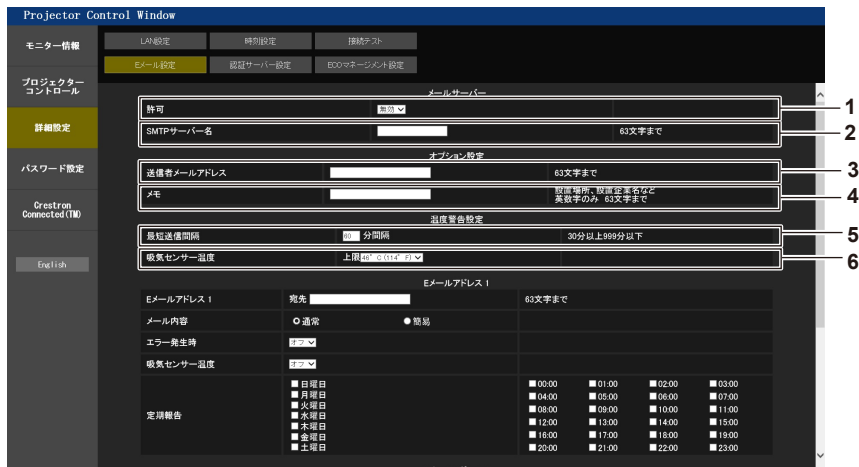 Projector Control Window
モニター情報
プロジェクター
コントロール
詳細設定
パスワード設定
Crestron
Connected(TM)
English
LAN設定 時刻設定 接続テスト
Eメール設定 認証サーバー設定 ECOマネージメント設定
メールサーバー
許可 無効 1
SMTPサーバー名 63文字まで 2
オプション設定
送信者メールアドレス 63文字まで 3
メモ 設置場所、設置企業名など
英数字のみ 63文字まで 4
温度警告設定
最短送信間隔 60 分間隔 30分以上999分以下 5
吸気センサー温度 上限 46°C(114°F) 6
Eメールアドレス1
Eメールアドレス1 宛先 63文字まで
メール内容 通常 簡易
エラー発生時 オフ
吸気センサー温度 オフ
定期報告
日曜日
月曜日
火曜日
水曜日
木曜日
金曜日
土曜日
00:00 01:00 02:00 03:00
04:00 05:00 06:00 07:00
08:00 09:00 10:00 11:00
12:00 13:00 14:00 15:00
16:00 17:00 18:00 19:00
20:00 21:00 22:00 23:00